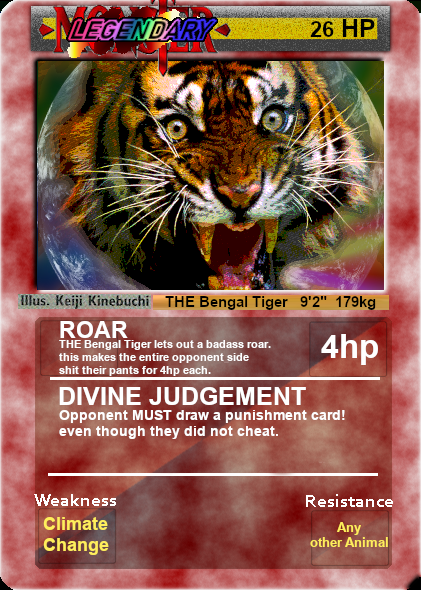 MONSTER
LEGENDARY
26 HP
Illus. Keiji Kinebuchi
THE Bengal Tiger 9'2" 179kg
ROAR
THE Bengal Tiger lets out a badass roar.
this makes the entire opponent side
shit their pants for 4hp each.
4hp
DIVINE JUDGEMENT
Opponent MUST draw a punishment card!
even though they did not cheat.
Weakness
Resistance
Climate
Change
Any
other Animal